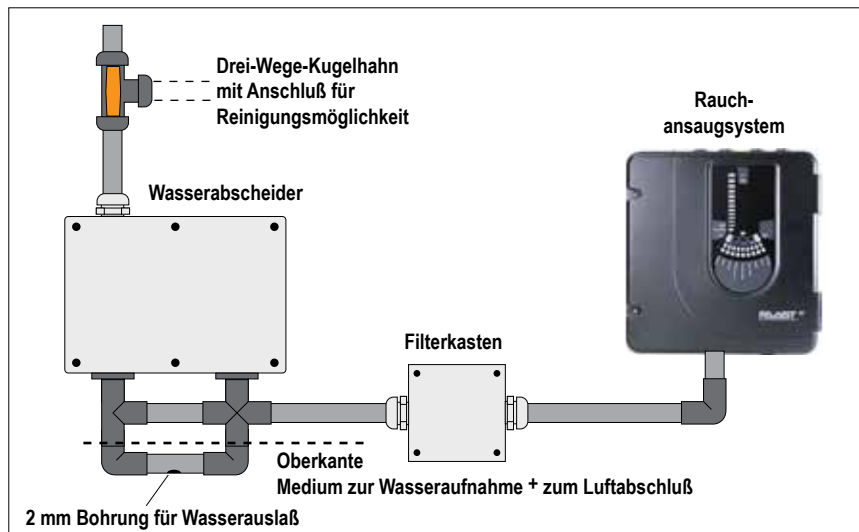 Drei-Wege-Kugelhahn
mit Anschluß für
Reinigungsmöglichkeit
Rauch-
ansaugsystem
Wasserabscheider
Filterkasten
Oberkante
Medium zur Wasseraufnahme + zum Luftabschluß
2 mm Bohrung für Wasserauslaß